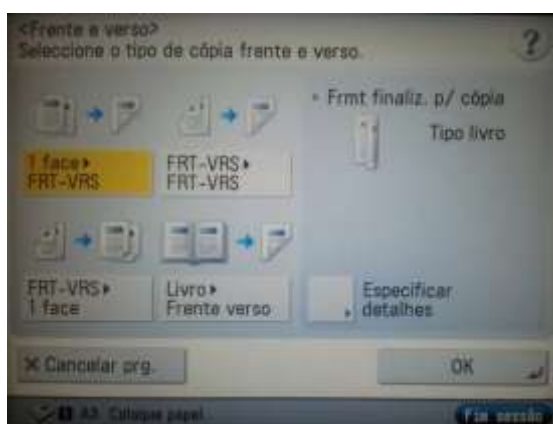 <Frente e verso>
Seleccione o tipo de cópia frente e verso.
?
• Frmt finaliz. p/ cópia
Tipo livro
1 face▸
FRT-VRS
FRT-VRS▸
FRT-VRS
FRT-VRS▸
1 face
Livro▸
Frente verso
Especificar
detalhes
× Cancelar prg.
OK
A3 Coloque papel.
Fim sessão